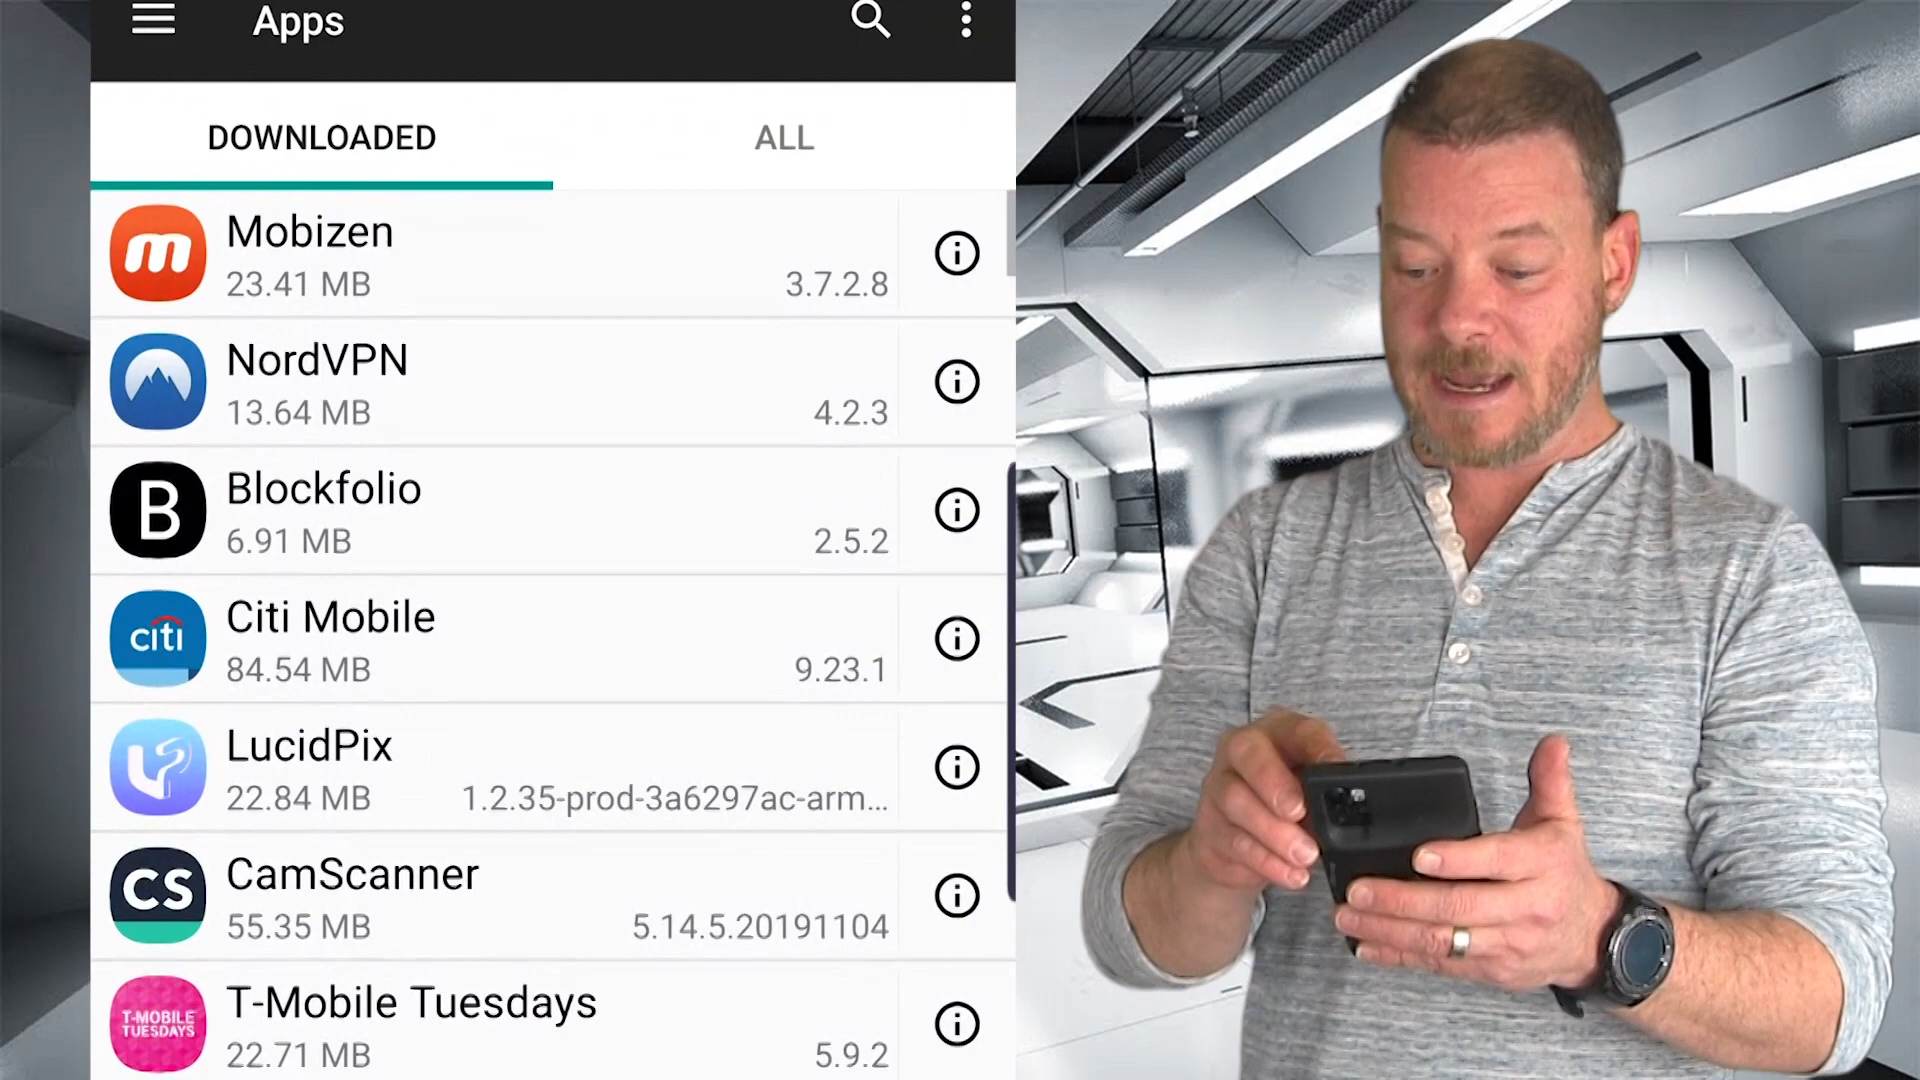 Apps
DOWNLOADED
ALL
m
Mobizen
23.41 MB
3.7.2.8
NordVPN
13.64 MB
4.2.3
B
Blockfolio
6.91 MB
2.5.2
citi
Citi Mobile
84.54 MB
9.23.1
LucidPix
22.84 MB
1.2.35-prod-3a6297ac-arm...
CS
CamScanner
55.35 MB
5.14.5.20191104
T-MOBILE
TUESDAYS
T-Mobile Tuesdays
22.71 MB
5.9.2